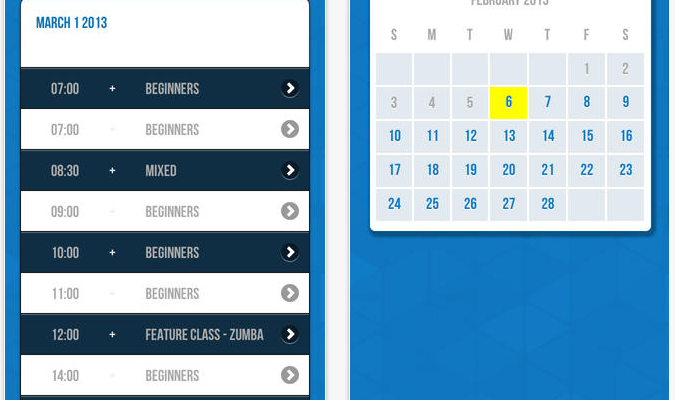 MARCH 1 2013
07:00 + BEGINNERS
07:00 + BEGINNERS
08:30 + MIXED
09:00 + BEGINNERS
10:00 + BEGINNERS
11:00 + BEGINNERS
12:00 + FEATURE CLASS - ZUMBA
14:00 + BEGINNERS
FEBRUARY 2013
S M T W T F S
1 2
3 4 5 6 7 8 9
10 11 12 13 14 15 16
17 18 19 20 21 22 23
24 25 26 27 28